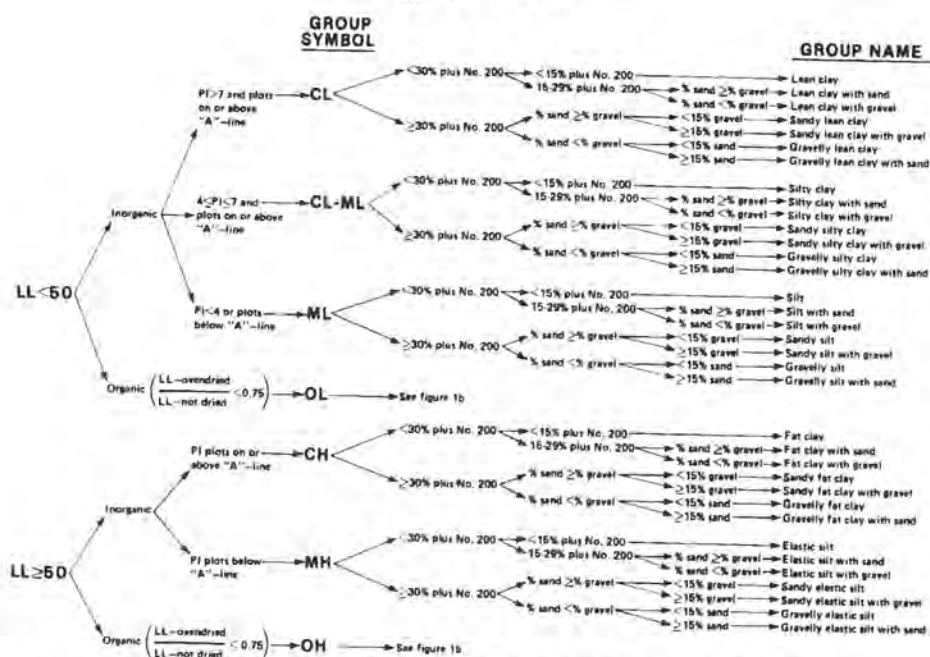 GROUP SYMBOL
GROUP NAME
LL<50
Inorganic
PI>7 and plots on or above "A"-line
CL
<30% plus No. 200
<15% plus No. 200
Lean clay
15-29% plus No. 200
% sand ≥% gravel
Lean clay with sand
% sand <% gravel
Lean clay with gravel
≥30% plus No. 200
% sand ≥% gravel
<15% gravel
Sandy lean clay
≥15% gravel
Sandy lean clay with gravel
% sand <% gravel
<15% sand
Gravelly lean clay
≥15% sand
Gravelly lean clay with sand
4≤PI≤7 and plots on or above "A"-line
CL-ML
<30% plus No. 200
<15% plus No. 200
Silty clay
15-29% plus No. 200
% sand ≥% gravel
Silty clay with sand
% sand <% gravel
Silty clay with gravel
≥30% plus No. 200
% sand ≥% gravel
<15% gravel
Sandy silty clay
≥15% gravel
Sandy silty clay with gravel
% sand <% gravel
<15% sand
Gravelly silty clay
≥15% sand
Gravelly silty clay with sand
PI<4 or plots below "A"-line
ML
<30% plus No. 200
<15% plus No. 200
Silt
15-29% plus No. 200
% sand ≥% gravel
Silt with sand
% sand <% gravel
Silt with gravel
≥30% plus No. 200
% sand ≥% gravel
<15% gravel
Sandy silt
≥15% gravel
Sandy silt with gravel
% sand <% gravel
<15% sand
Gravelly silt
≥15% sand
Gravelly silt with sand
Organic (LL-ovendried / LL-not dried <0.75)
OL
See figure 1b
LL≥50
Inorganic
PI plots on or above "A"-line
CH
<30% plus No. 200
<15% plus No. 200
Fat clay
15-29% plus No. 200
% sand ≥% gravel
Fat clay with sand
% sand <% gravel
Fat clay with gravel
≥30% plus No. 200
% sand ≥% gravel
<15% gravel
Sandy fat clay
≥15% gravel
Sandy fat clay with gravel
% sand <% gravel
<15% sand
Gravelly fat clay
≥15% sand
Gravelly fat clay with sand
PI plots below "A"-line
MH
<30% plus No. 200
<15% plus No. 200
Elastic silt
15-29% plus No. 200
% sand ≥% gravel
Elastic silt with sand
% sand <% gravel
Elastic silt with gravel
≥30% plus No. 200
% sand ≥% gravel
<15% gravel
Sandy elastic silt
≥15% gravel
Sandy elastic silt with gravel
% sand <% gravel
<15% sand
Gravelly elastic silt
≥15% sand
Gravelly elastic silt with sand
Organic (LL-ovendried / LL-not dried <0.75)
OH
See figure 1b